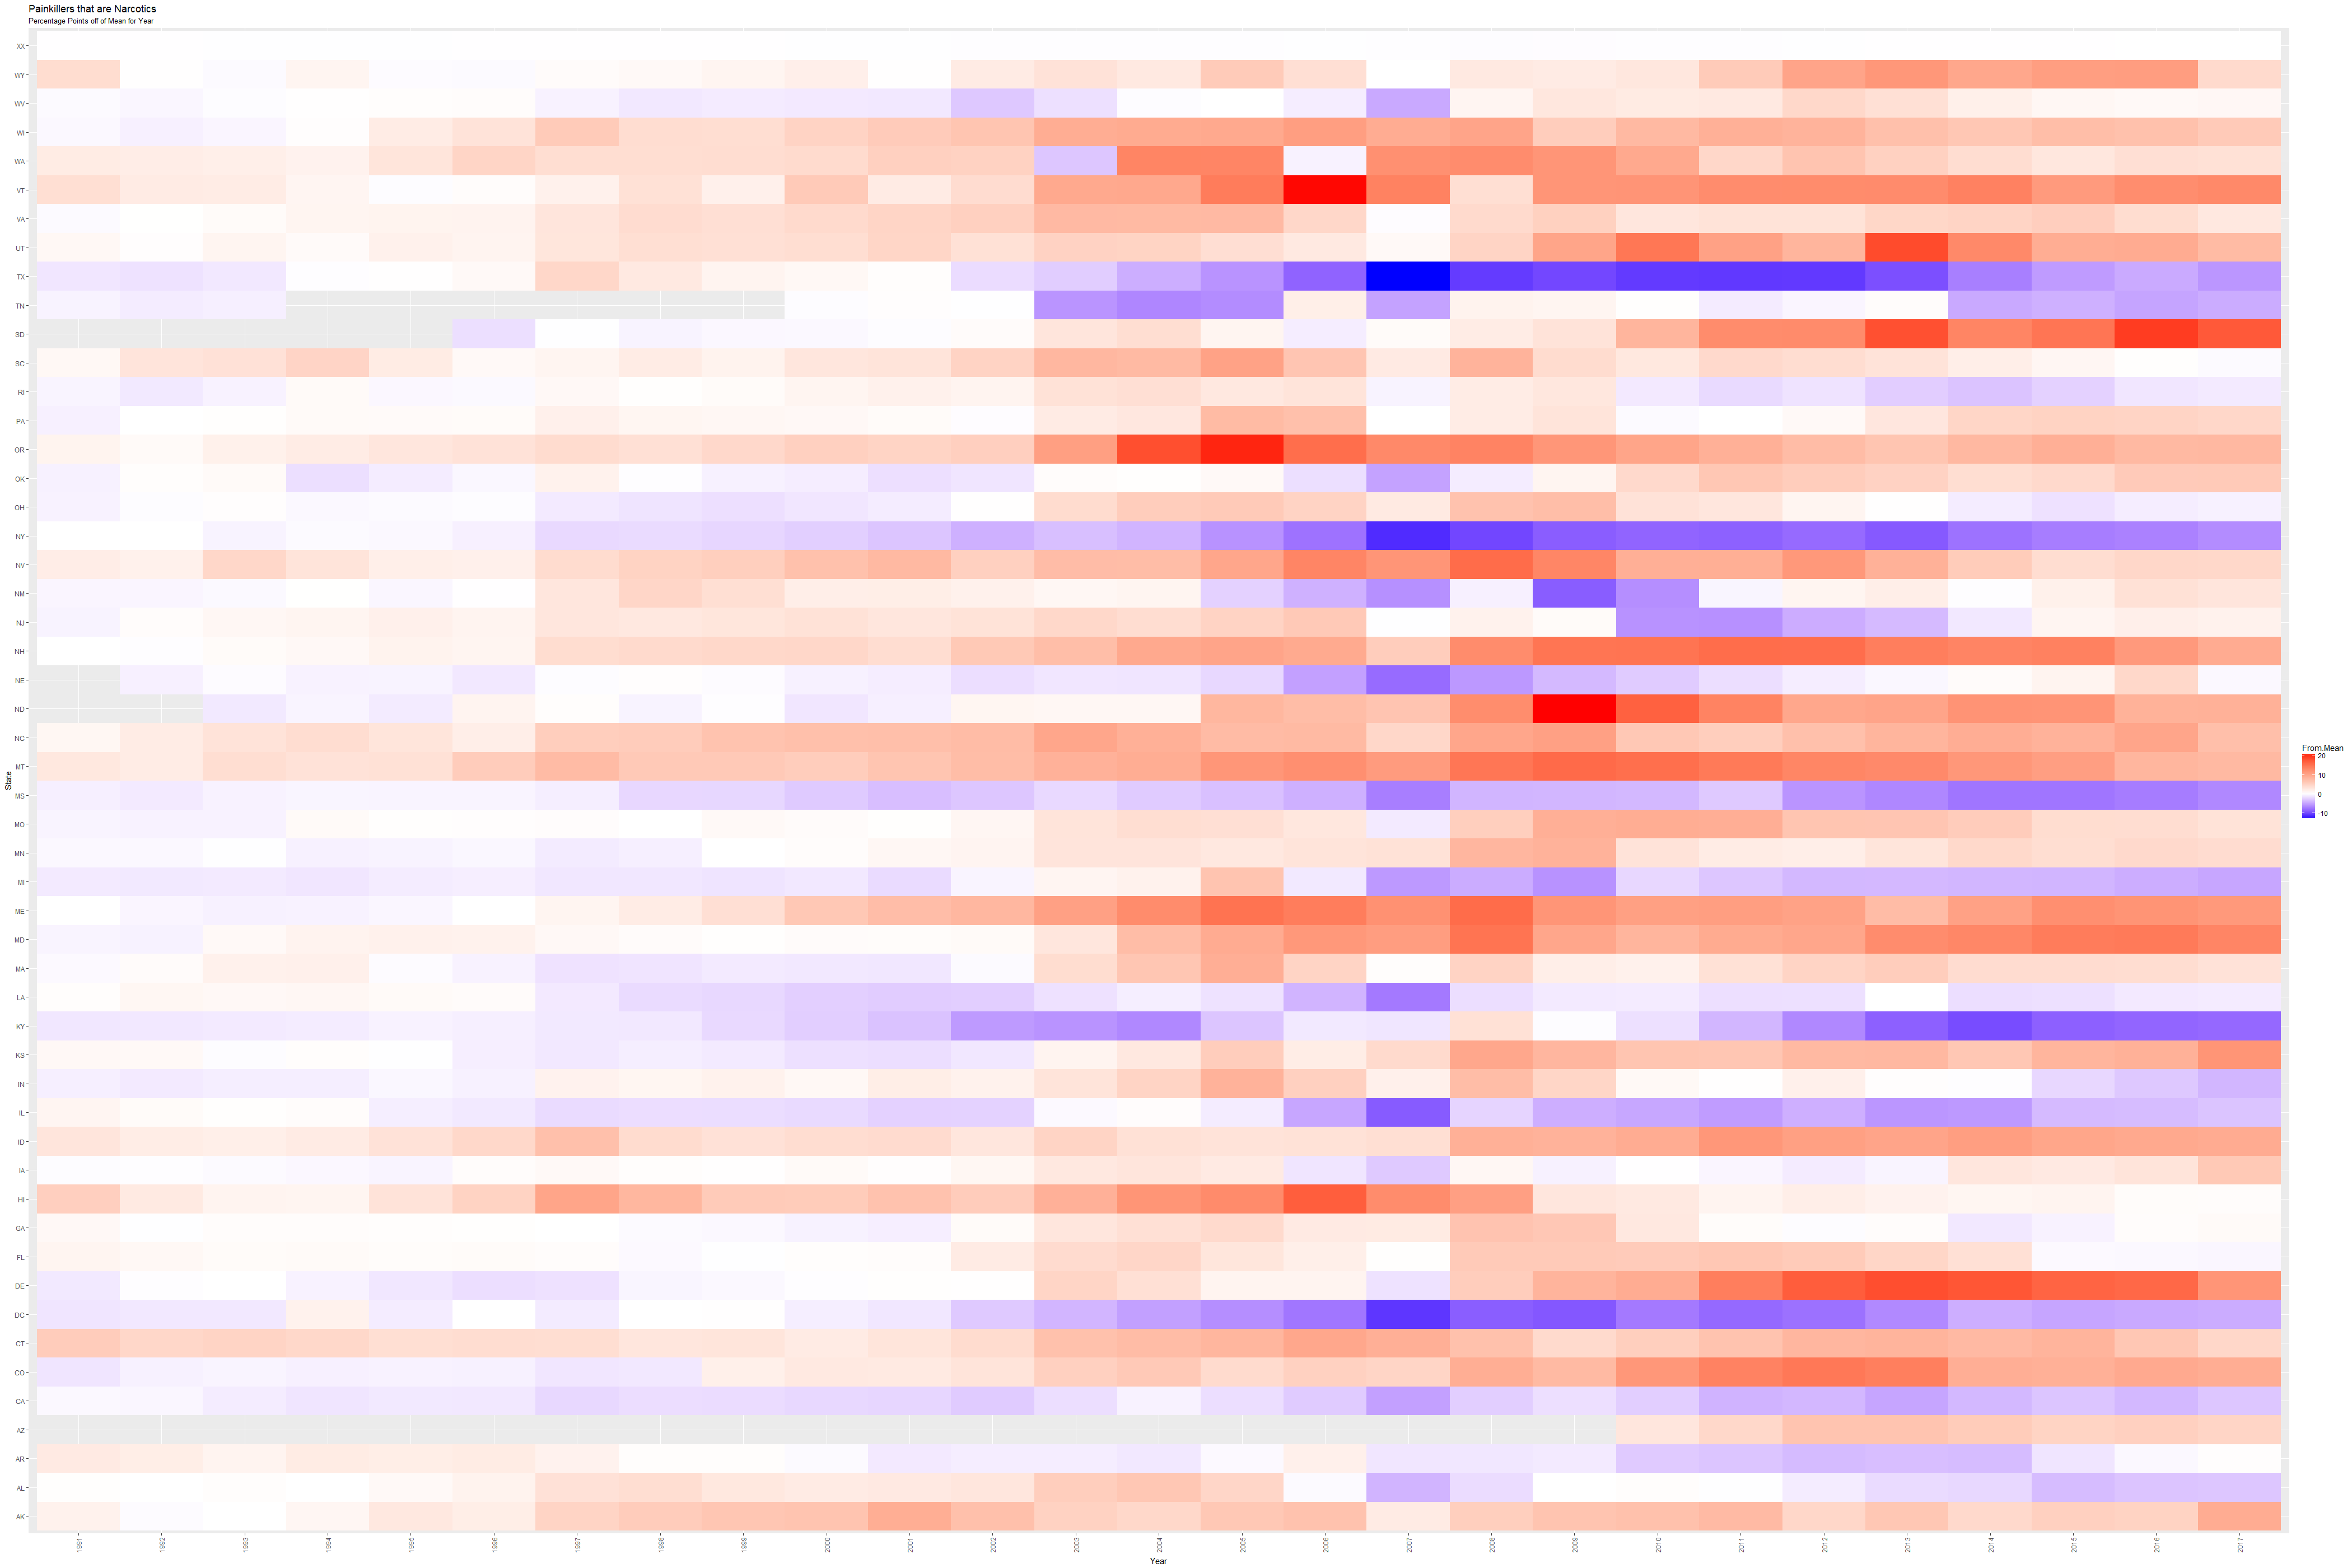 Painkillers that are Narcotics
Percentage Points off of Mean for Year
XX
WY
WV
WI
WA
VT
VA
UT
TX
TN
SD
SC
RI
PA
OR
OK
OH
NY
NV
NM
NJ
NH
NE
ND
NC
MT
MS
MO
MN
MI
ME
MD
MA
LA
KY
KS
IN
IL
ID
IA
HI
GA
FL
DE
DC
CT
CO
CA
AZ
AR
AL
AK
State
1991 1992 1993 1994 1995 1996 1997 1998 1999 2000 2001 2002 2003 2004 2005 2006 2007 2008 2009 2010 2011 2012 2013 2014 2015 2016 2017
Year
From.Mean
20
10
0
-10